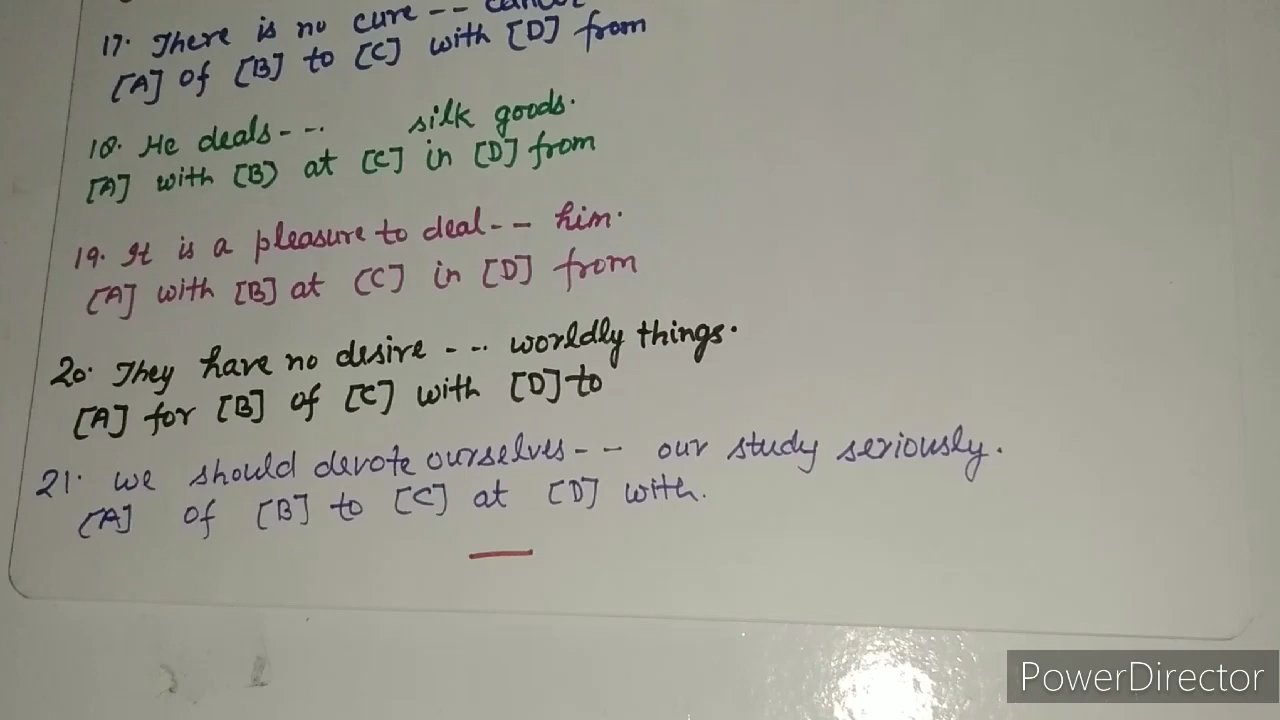 17. There is no cure --
[A] of [B] to [C] with [D] from
18. He deals--- silk goods.
[A] with [B) at [C] in [D] from
19. It is a pleasure to deal-- him.
[A] with [B] at [C] in [D] from
20. They have no desire --- worldly things.
[A] for [B] of [C] with [D] to
21. we should devote ourselves-- our study seriously.
[A] of [B] to [C] at [D] with.
PowerDirector